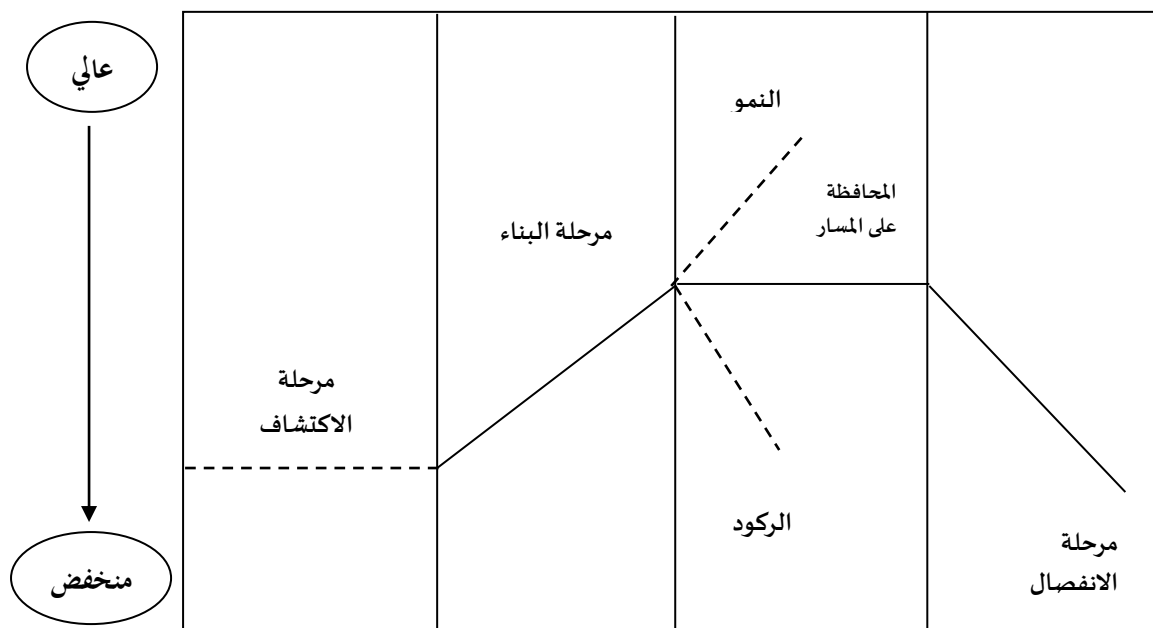 عالي
النمو
المحافظة
على المسار
مرحلة البناء
مرحلة
الاكتشاف
الركود
مرحلة
الانفصال
منخفض